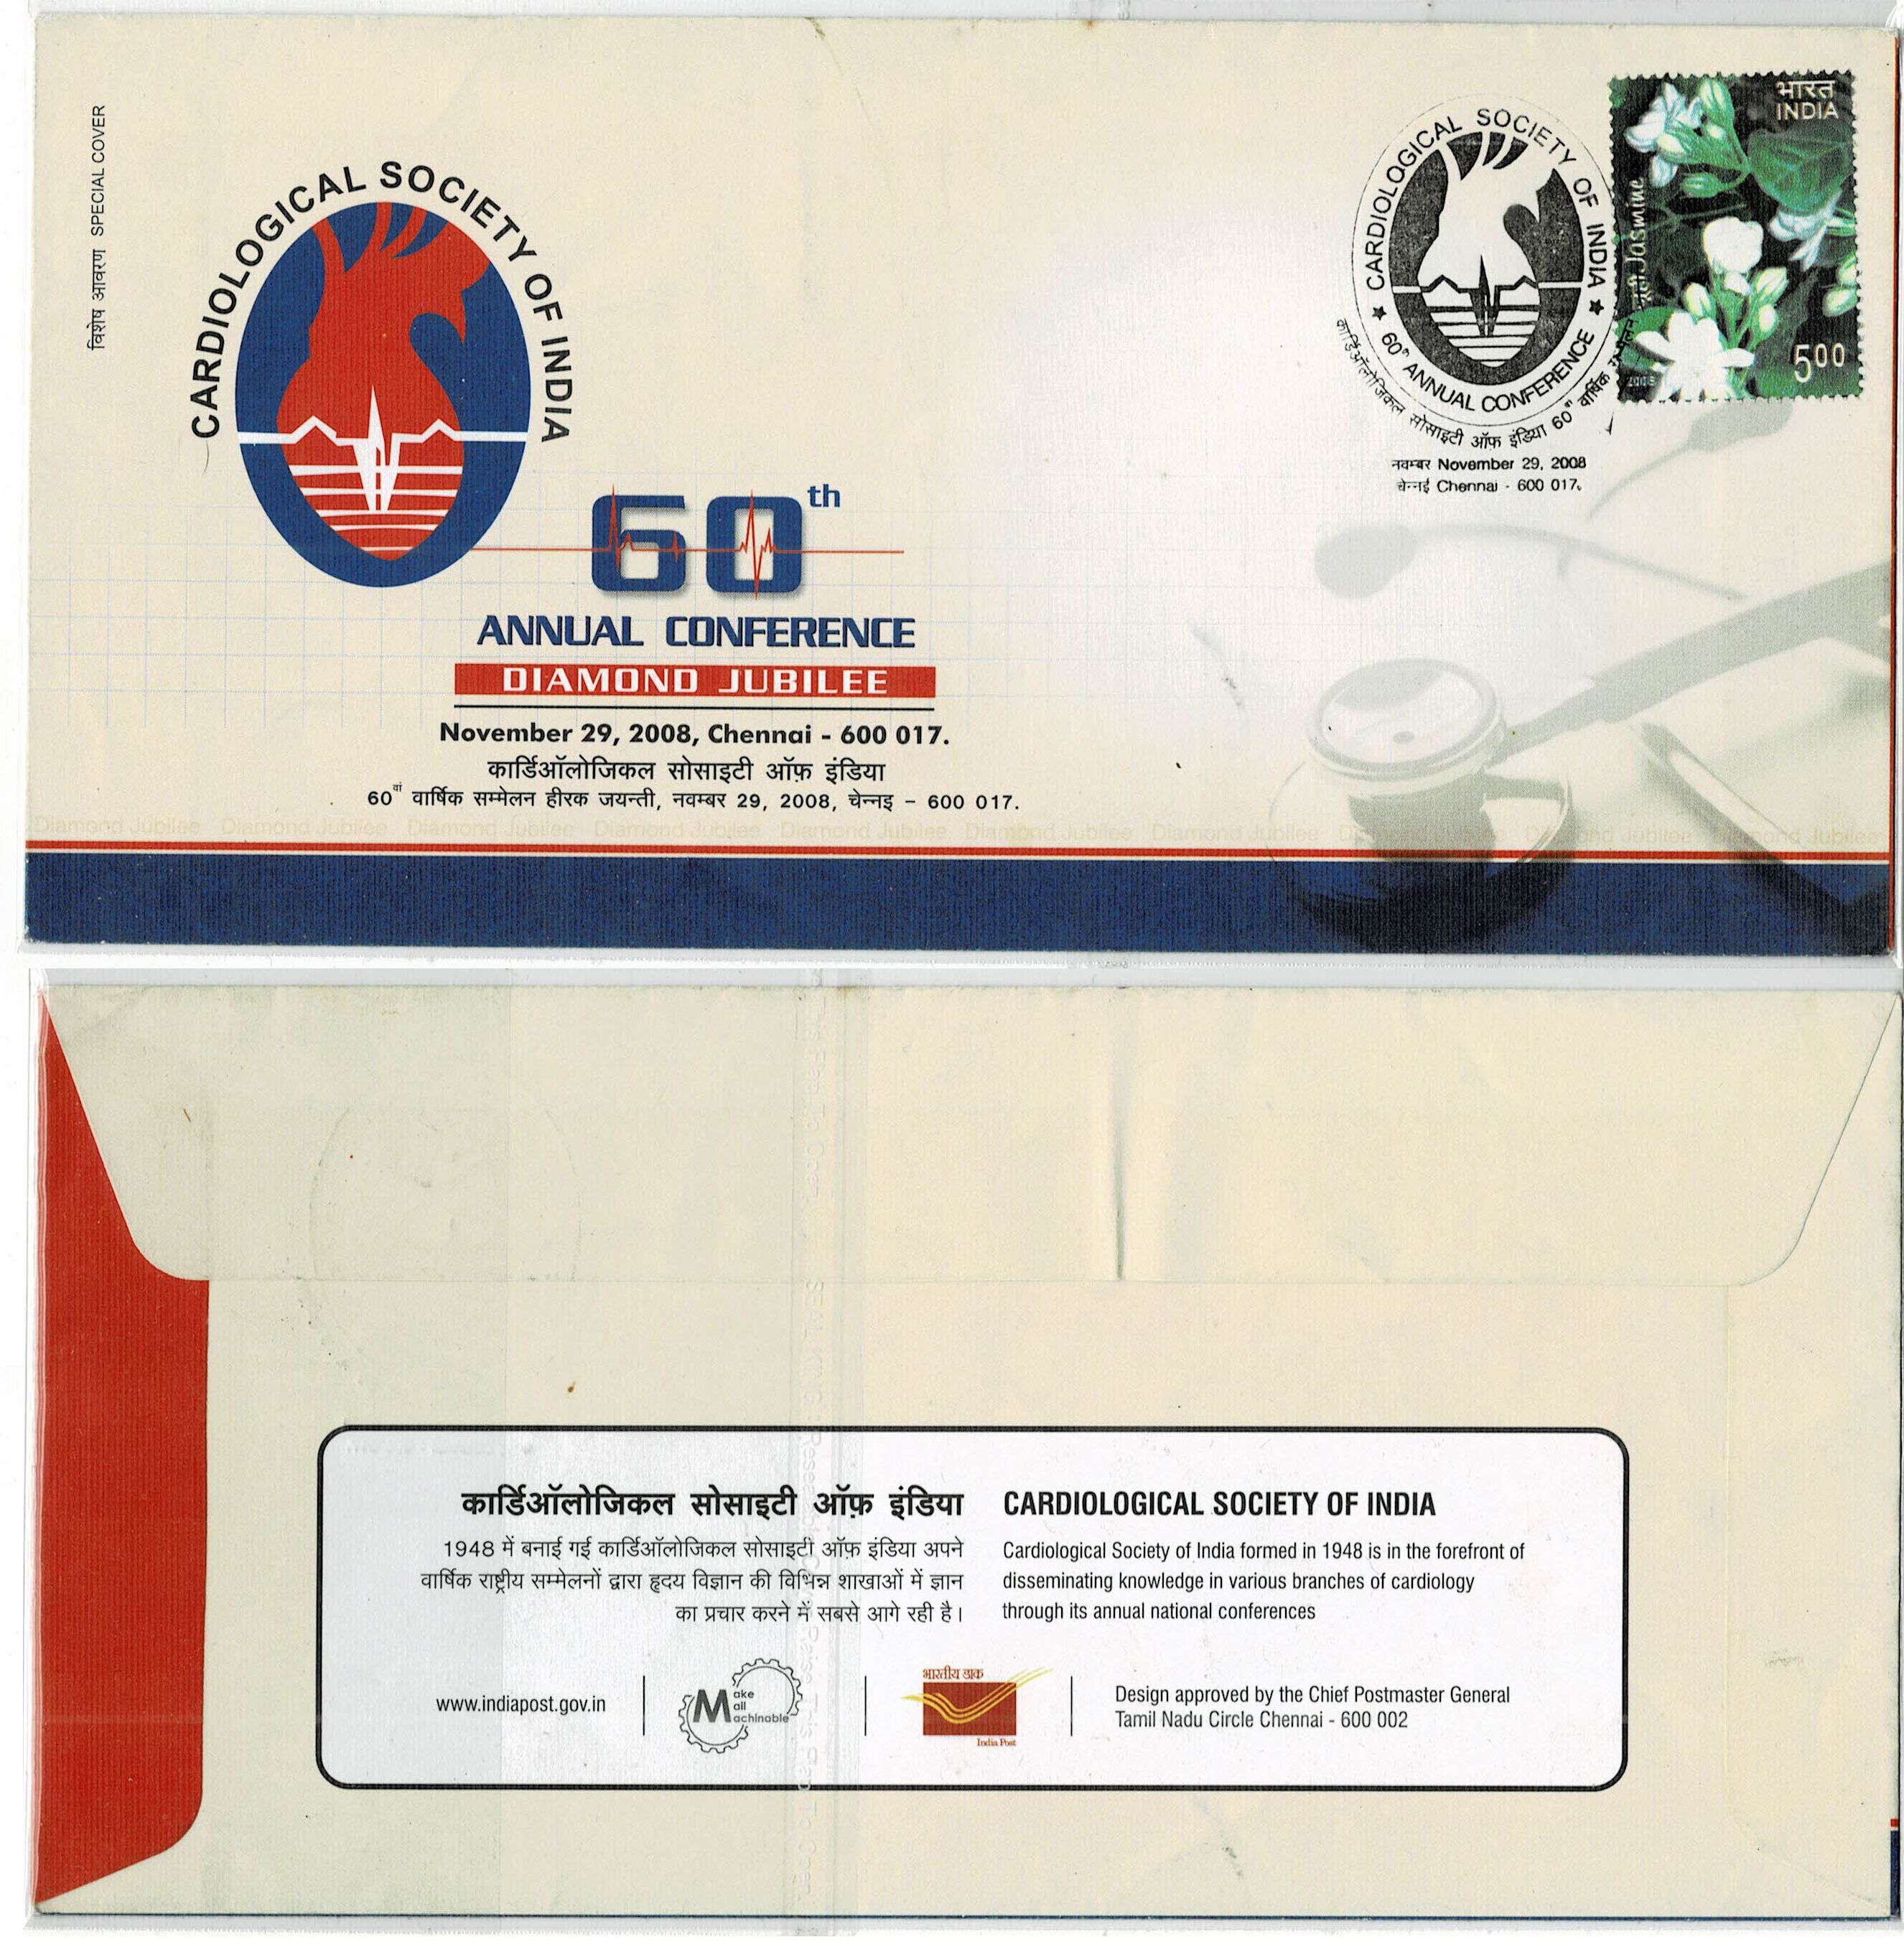 विशेष आवरण SPECIAL COVER
CARDIOLOGICAL SOCIETY OF INDIA
60th
ANNUAL CONFERENCE
DIAMOND JUBILEE
November 29, 2008, Chennai - 600 017.
कार्डिऑलोजिकल सोसाइटी ऑफ़ इंडिया
60वां वार्षिक सम्मेलन हीरक जयन्ती, नवम्बर 29, 2008, चेन्नइ – 600 017.
Diamond Jubilee Diamond Jubilee Diamond Jubilee Diamond Jubilee Diamond Jubilee Diamond Jubilee Diamond Jubilee Diamond Jubilee Diamond Jubilee Diamond Jubilee
CARDIOLOGICAL SOCIETY OF INDIA
60th ANNUAL CONFERENCE
कार्डिऑलोजिकल सोसाइटी ऑफ़ इंडिया 60 वार्षिक
नवम्बर November 29, 2008
चेन्नई Chennai - 600 017.
भारत
INDIA
Jasmine
2008
500
कार्डिऑलोजिकल सोसाइटी ऑफ़ इंडिया
1948 में बनाई गई कार्डिऑलोजिकल सोसाइटी ऑफ़ इंडिया अपने
वार्षिक राष्ट्रीय सम्मेलनों द्वारा हृदय विज्ञान की विभिन्न शाखाओं में ज्ञान
का प्रचार करने में सबसे आगे रही है।
CARDIOLOGICAL SOCIETY OF INDIA
Cardiological Society of India formed in 1948 is in the forefront of
disseminating knowledge in various branches of cardiology
through its annual national conferences
www.indiapost.gov.in
Make
all
Machinable
भारतीय डाक
India Post
Design approved by the Chief Postmaster General
Tamil Nadu Circle Chennai - 600 002